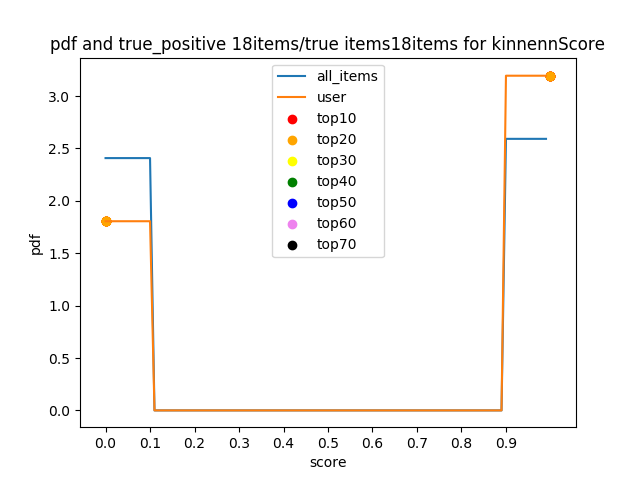 pdf and true_positive 18items/true items18items for kinnennScore
all_items
user
top10
top20
top30
top40
top50
top60
top70
3.0
2.5
2.0
1.5
1.0
0.5
0.0
pdf
0.0 0.1 0.2 0.3 0.4 0.5 0.6 0.7 0.8 0.9
score